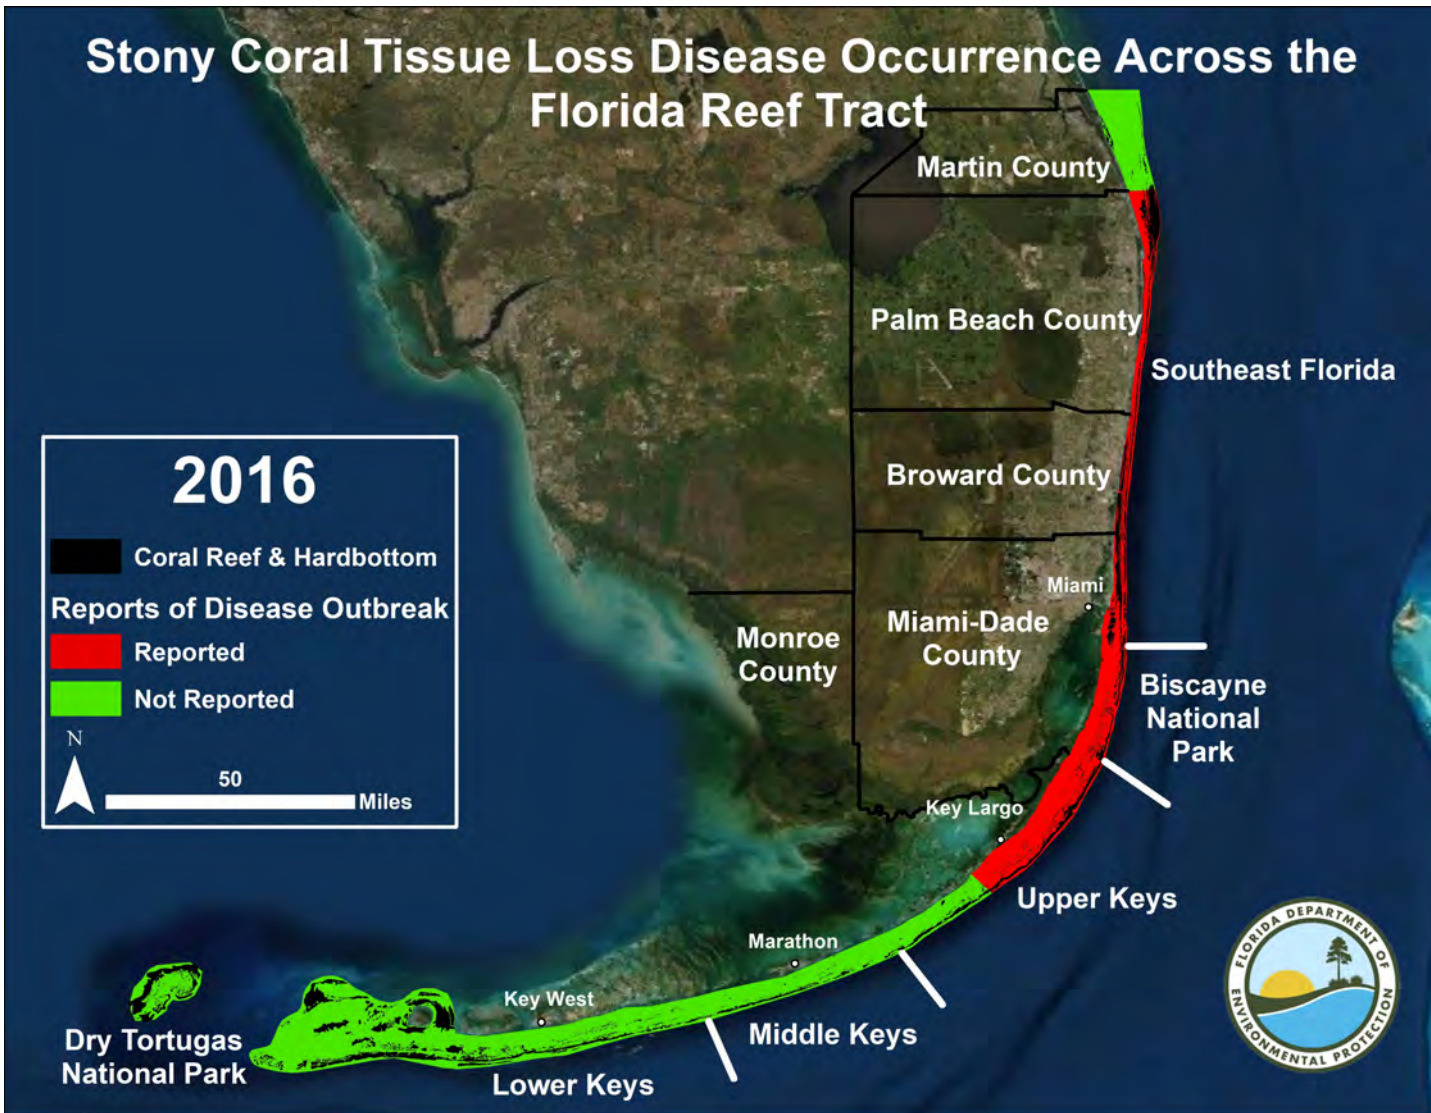 Stony Coral Tissue Loss Disease Occurrence Across the
Florida Reef Tract
Martin County
Palm Beach County
Southeast Florida
Broward County
Miami
Miami-Dade
County
Monroe
County
Biscayne
National
Park
Key Largo
Upper Keys
Marathon
Middle Keys
Key West
Lower Keys
Dry Tortugas
National Park
2016
Coral Reef & Hardbottom
Reports of Disease Outbreak
Reported
Not Reported
N
50
Miles
FLORIDA DEPARTMENT OF
ENVIRONMENTAL PROTECTION